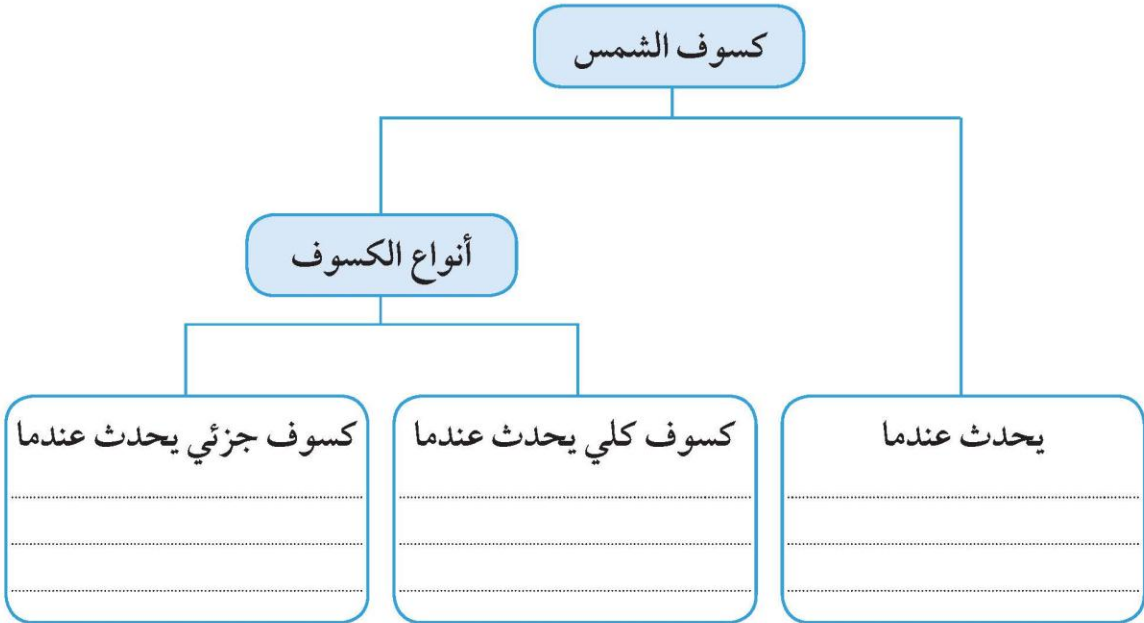 كسوف الشمس
أنواع الكسوف
يحدث عندما
كسوف كلي يحدث عندما
كسوف جزئي يحدث عندما